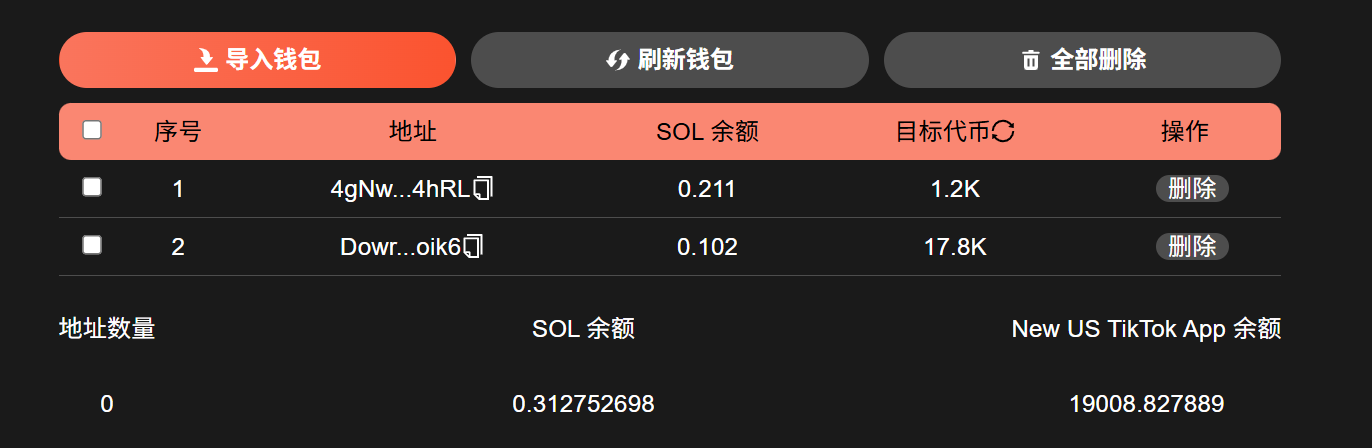 导入钱包 刷新钱包 全部删除
序号 地址 SOL 余额 目标代币 操作
1 4gNw...4hRL 0.211 1.2K 删除
2 Dowr...oik6 0.102 17.8K 删除
地址数量 SOL 余额 New US TikTok App 余额
0 0.312752698 19008.827889